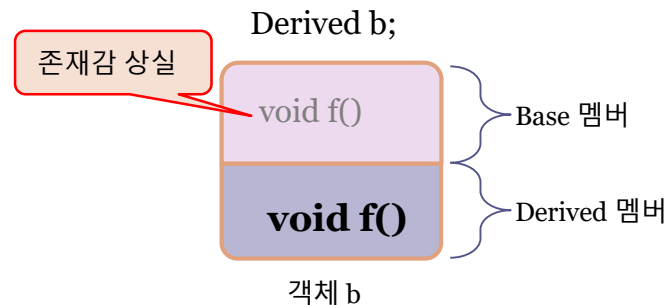 Derived b;
존재감 상실
void f()
Base 멤버
void f()
Derived 멤버
객체 b